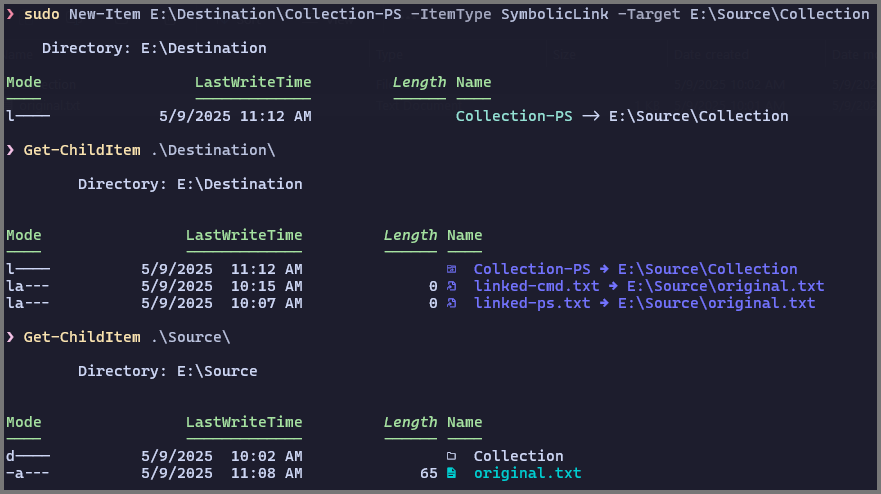 ❯ sudo New-Item E:\Destination\Collection-PS -ItemType SymbolicLink -Target E:\Source\Collection
Directory: E:\Destination
Mode LastWriteTime Length Name
---- ------------- ------ ----
l---- 5/9/2025 11:12 AM Collection-PS -> E:\Source\Collection
❯ Get-ChildItem .\Destination\
Directory: E:\Destination
Mode LastWriteTime Length Name
---- ------------- ------ ----
l---- 5/9/2025 11:12 AM Collection-PS ➜ E:\Source\Collection
la--- 5/9/2025 10:15 AM 0 linked-cmd.txt ➜ E:\Source\original.txt
la--- 5/9/2025 10:07 AM 0 linked-ps.txt ➜ E:\Source\original.txt
❯ Get-ChildItem .\Source\
Directory: E:\Source
Mode LastWriteTime Length Name
---- ------------- ------ ----
d---- 5/9/2025 10:02 AM Collection
-a--- 5/9/2025 11:08 AM 65 original.txt